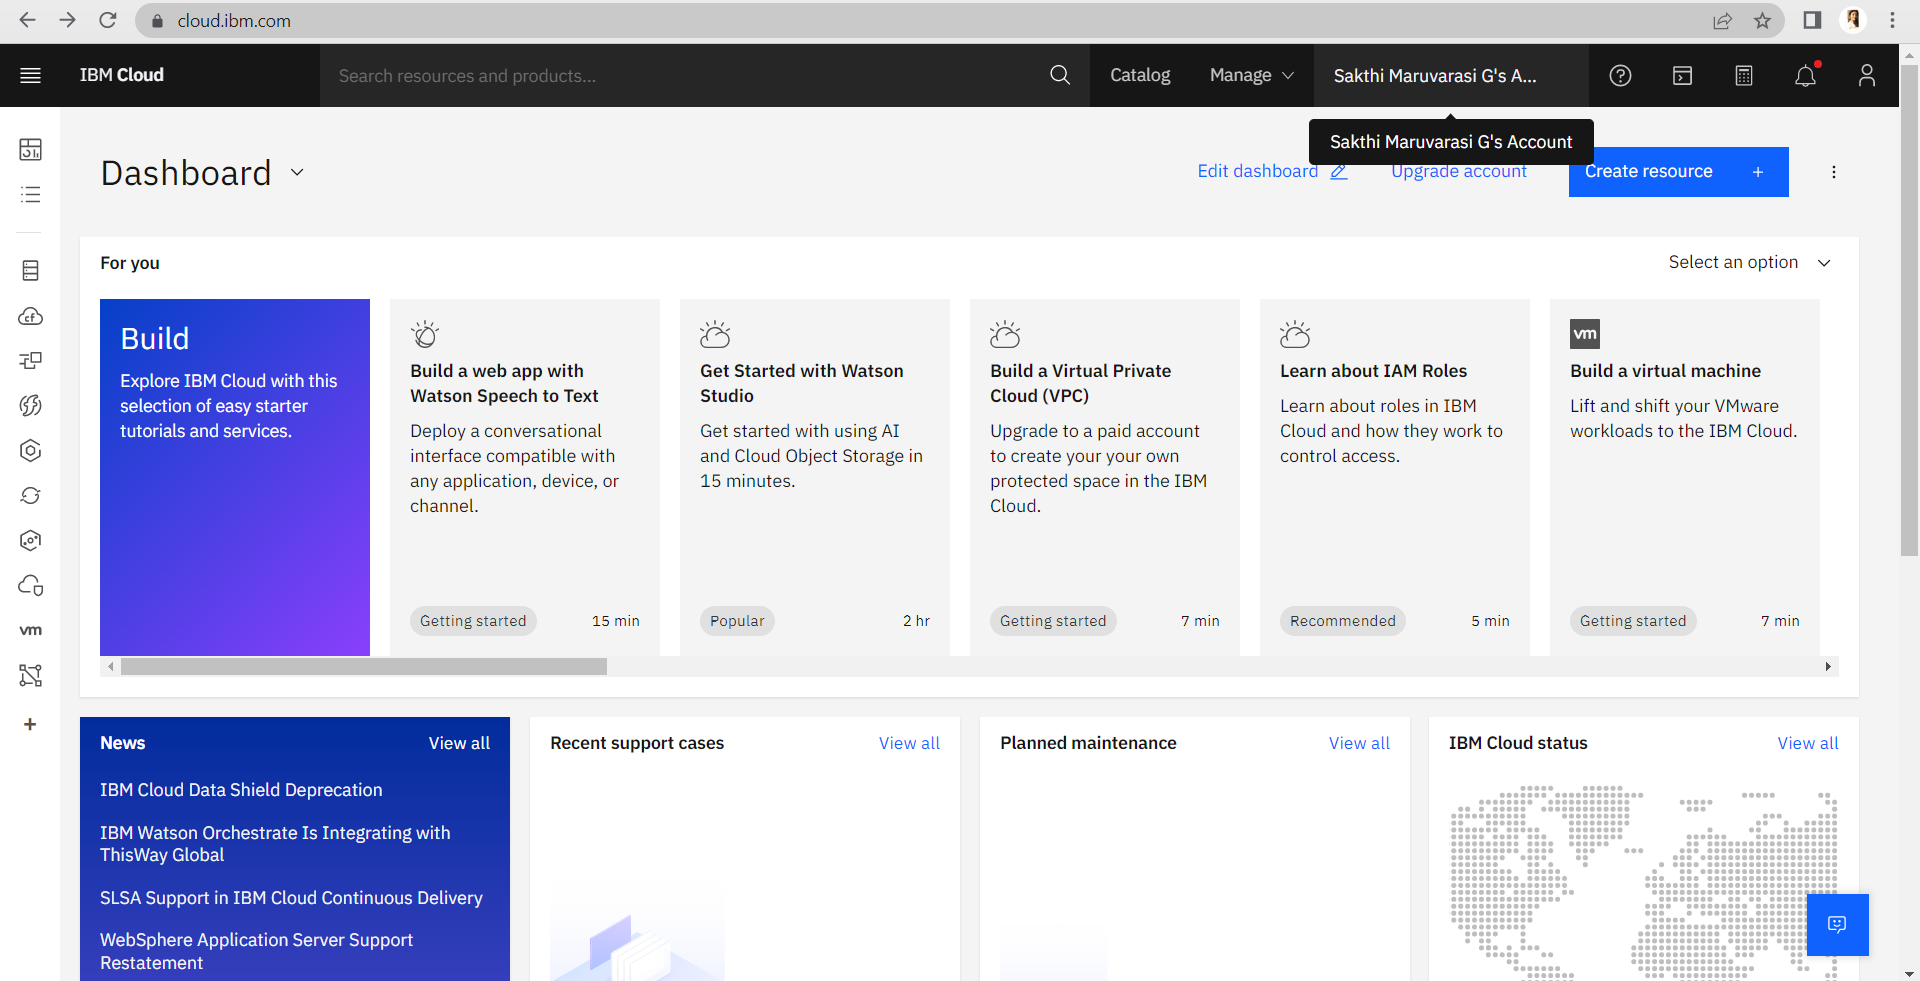 cloud.ibm.com
IBM Cloud
Search resources and products...
Catalog
Manage
Sakthi Maruvarasi G's A...
Sakthi Maruvarasi G's Account
Dashboard
Edit dashboard
Upgrade account
Create resource +
For you
Select an option
Build
Explore IBM Cloud with this
selection of easy starter
tutorials and services.
Build a web app with
Watson Speech to Text
Deploy a conversational
interface compatible with
any application, device, or
channel.
Getting started
15 min
Get Started with Watson
Studio
Get started with using AI
and Cloud Object Storage in
15 minutes.
Popular
2 hr
Build a Virtual Private
Cloud (VPC)
Upgrade to a paid account
to create your your own
protected space in the IBM
Cloud.
Getting started
7 min
Learn about IAM Roles
Learn about roles in IBM
Cloud and how they work to
control access.
Recommended
5 min
vm
Build a virtual machine
Lift and shift your VMware
workloads to the IBM Cloud.
Getting started
7 min
cf
vm
+
News
View all
IBM Cloud Data Shield Deprecation
IBM Watson Orchestrate Is Integrating with
ThisWay Global
SLSA Support in IBM Cloud Continuous Delivery
WebSphere Application Server Support
Restatement
Recent support cases
View all
Planned maintenance
View all
IBM Cloud status
View all